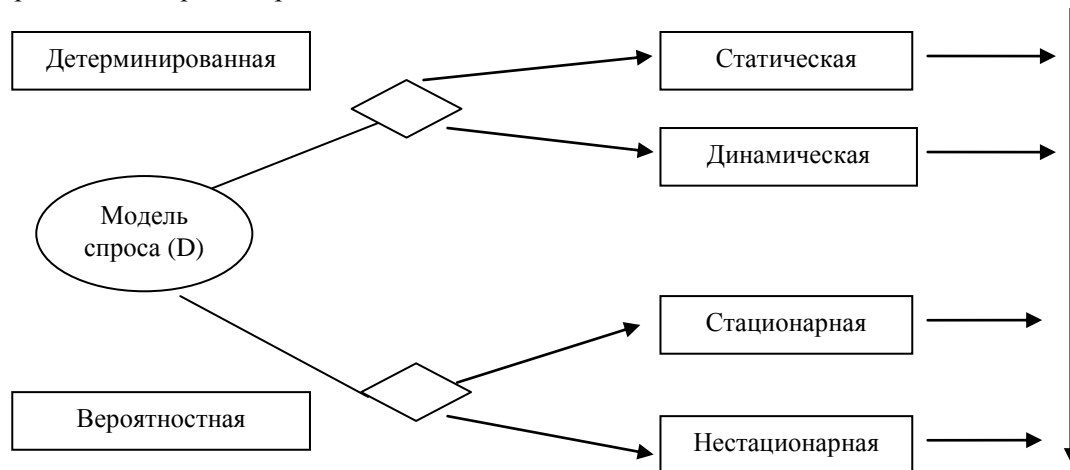 Детерминированная
Статическая
Динамическая
Модель
спроса (D)
Стационарная
Вероятностная
Нестационарная